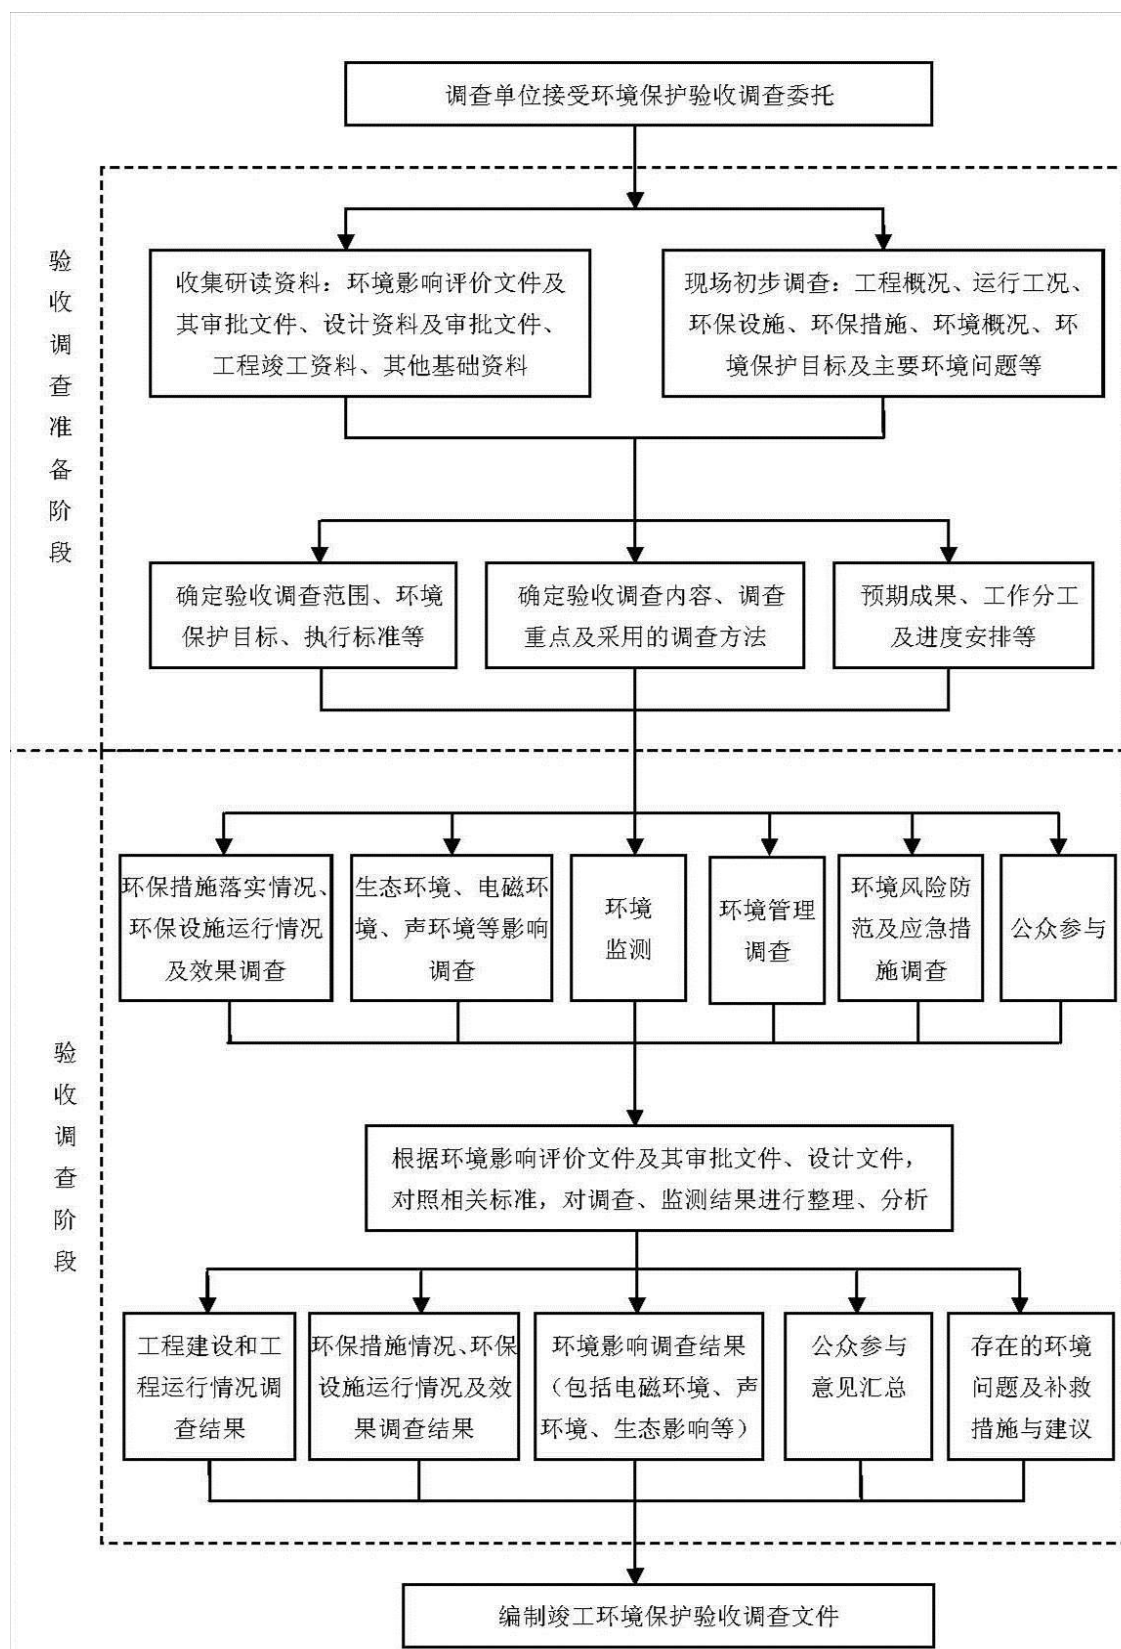 调查单位接受环境保护验收调查委托
验收调查准备阶段
收集研读资料：环境影响评价文件及
其审批文件、设计资料及审批文件、
工程竣工资料、其他基础资料
现场初步调查：工程概况、运行工况、
环保设施、环保措施、环境概况、环
境保护目标及主要环境问题等
确定验收调查范围、环境
保护目标、执行标准等
确定验收调查内容、调查
重点及采用的调查方法
预期成果、工作分工
及进度安排等
验收调查阶段
环保措施落实情况、
环保设施运行情况
及效果调查
生态环境、电磁环
境、声环境等影响
调查
环境
监测
环境管理
调查
环境风险防
范及应急措
施调查
公众参与
根据环境影响评价文件及其审批文件、设计文件，
对照相关标准，对调查、监测结果进行整理、分析
工程建设和工
程运行情况调
查结果
环保措施情况、环保
设施运行情况及效
果调查结果
环境影响调查结果
（包括电磁环境、声
环境、生态影响等）
公众参与
意见汇总
存在的环境
问题及补救
措施与建议
编制竣工环境保护验收调查文件